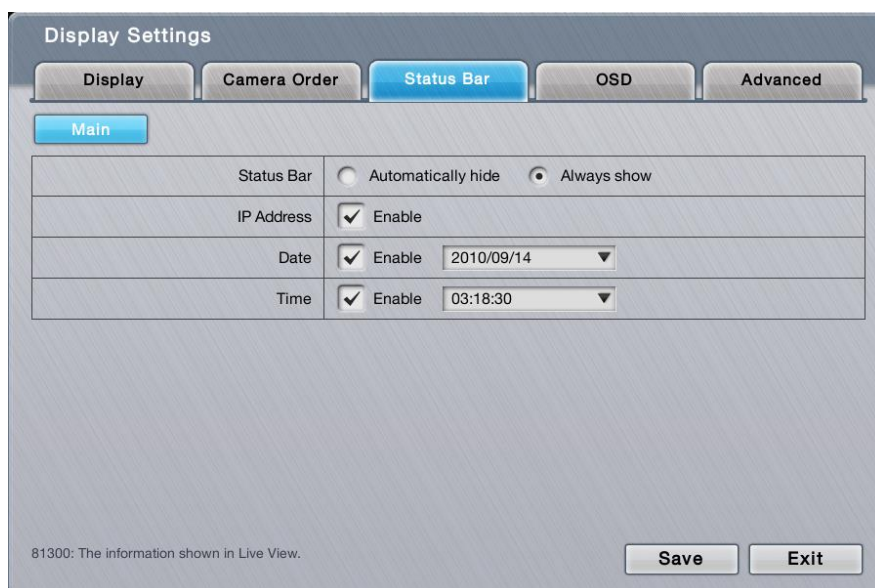 Display Settings
Display Camera Order Status Bar OSD Advanced
Main
Status Bar Automatically hide Always show
IP Address Enable
Date Enable 2010/09/14
Time Enable 03:18:30
81300: The information shown in Live View.
Save Exit